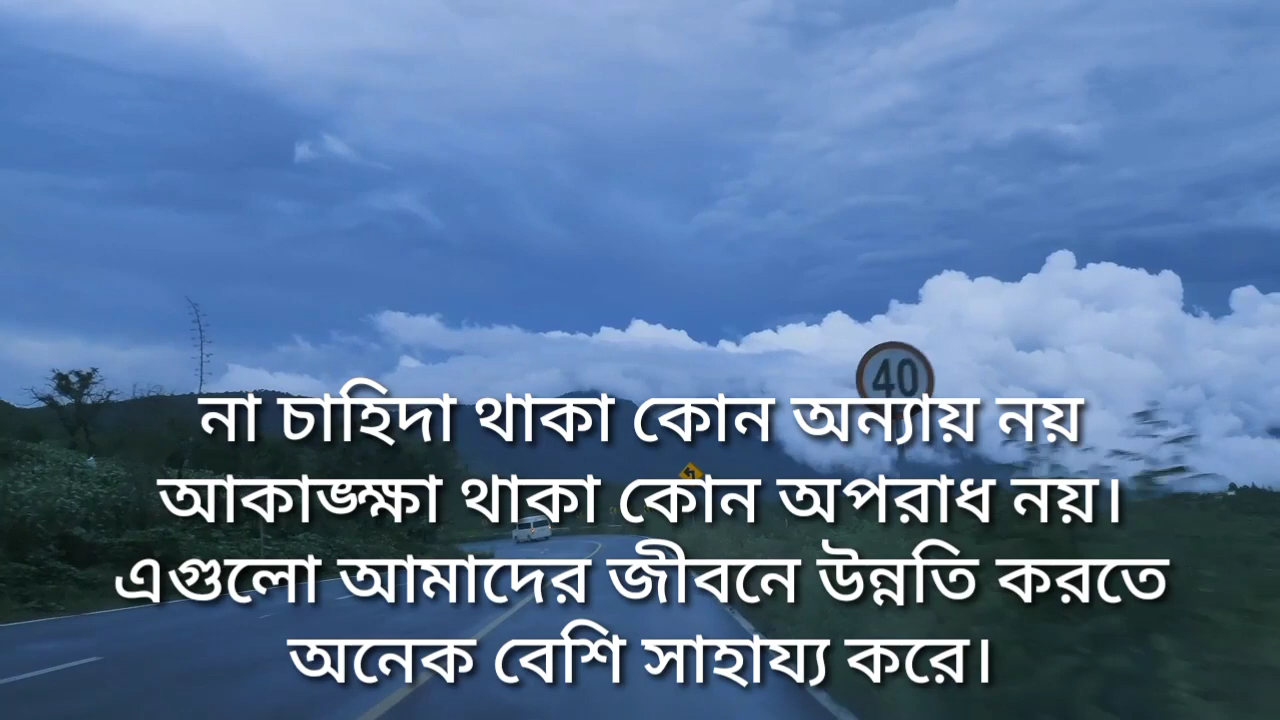 40
না চাহিদা থাকা কোন অন্যায় নয়
আকাঙ্ক্ষা থাকা কোন অপরাধ নয়।
এগুলো আমাদের জীবনে উন্নতি করতে
অনেক বেশি সাহায্য করে।